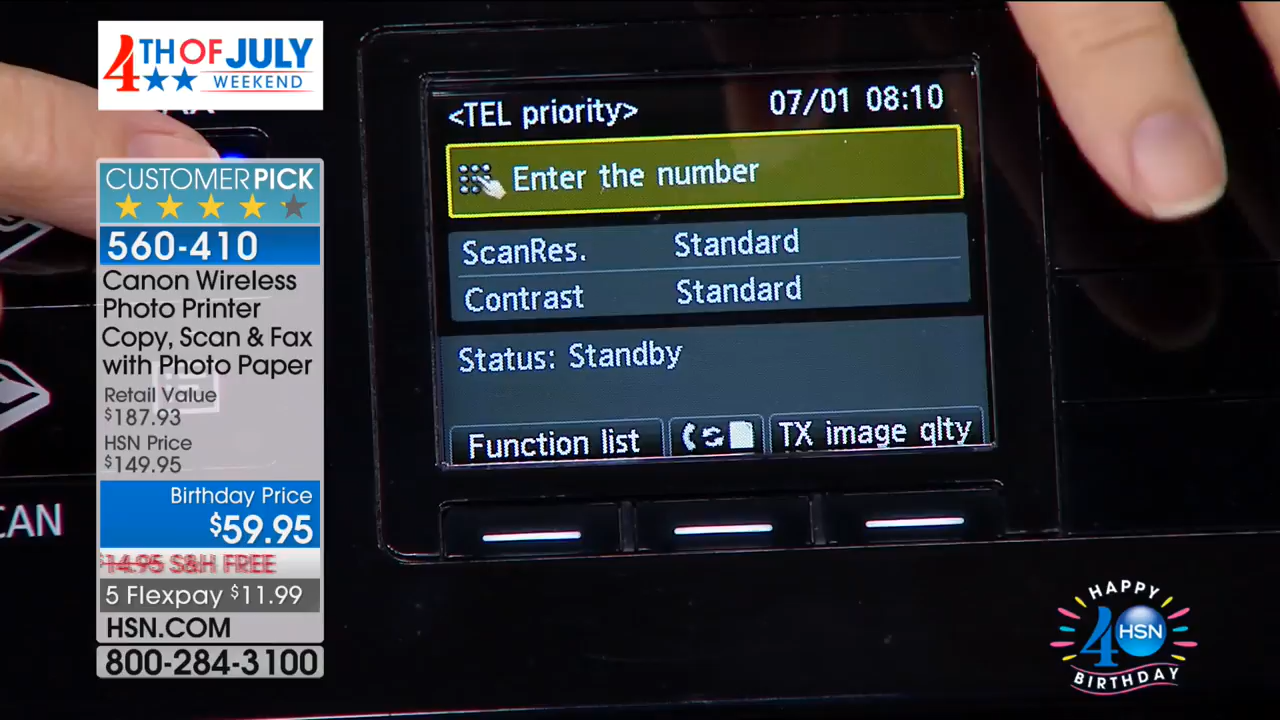 4TH OF JULY
WEEKEND
CUSTOMER PICK
560-410
Canon Wireless
Photo Printer
Copy, Scan & Fax
with Photo Paper
Retail Value
$187.93
HSN Price
$149.95
Birthday Price
$59.95
$14.95 S&H FREE
5 Flexpay $11.99
HSN.COM
800-284-3100
CAN
<TEL priority> 07/01 08:10
Enter the number
ScanRes. Standard
Contrast Standard
Status: Standby
Function list TX image qlty
HAPPY
40 HSN
BIRTHDAY